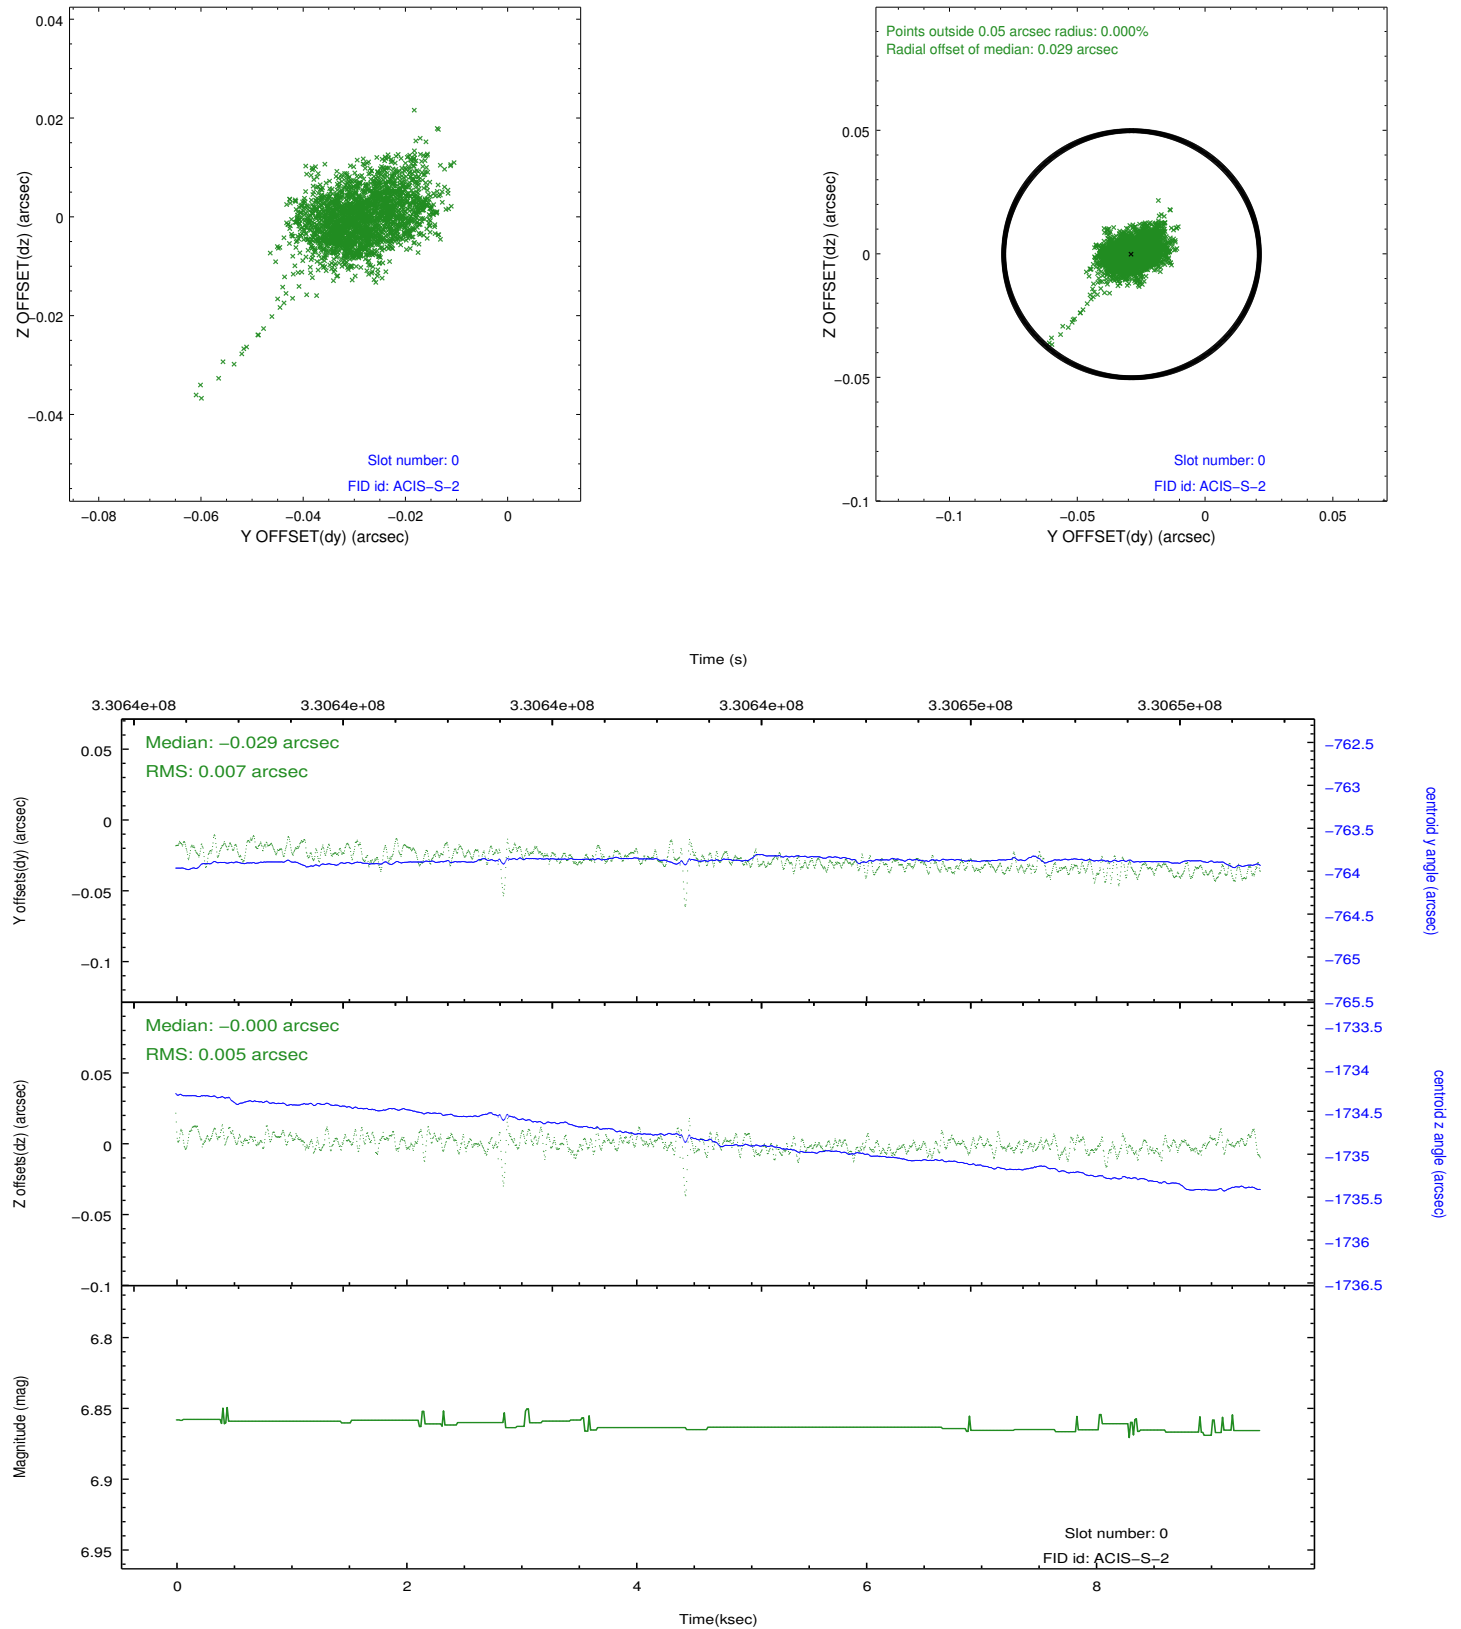 0.04
0.02
0
−0.02
−0.04
Z OFFSET(dz) (arcsec)
Slot number: 0
FID id: ACIS−S−2
−0.08 −0.06 −0.04 −0.02 0
Y OFFSET(dy) (arcsec)
Points outside 0.05 arcsec radius: 0.000%
Radial offset of median: 0.029 arcsec
0.05
0
−0.05
−0.1
Z OFFSET(dz) (arcsec)
Slot number: 0
FID id: ACIS−S−2
−0.1 −0.05 0 0.05
Y OFFSET(dy) (arcsec)
Time (s)
3.3064e+08 3.3064e+08 3.3064e+08 3.3064e+08 3.3065e+08 3.3065e+08
Median: −0.029 arcsec
RMS: 0.007 arcsec
0.05
0
−0.05
−0.1
Y offsets(dy) (arcsec)
−762.5
−763
−763.5
−764
−764.5
−765
−765.5
centroid y angle (arcsec)
Median: −0.000 arcsec
RMS: 0.005 arcsec
0.05
0
−0.05
−0.1
Z offsets(dz) (arcsec)
−1733.5
−1734
−1734.5
−1735
−1735.5
−1736
−1736.5
centroid z angle (arcsec)
6.8
6.85
6.9
6.95
Magnitude (mag)
Slot number: 0
FID id: ACIS−S−2
0 2 4 6 8
Time(ksec)